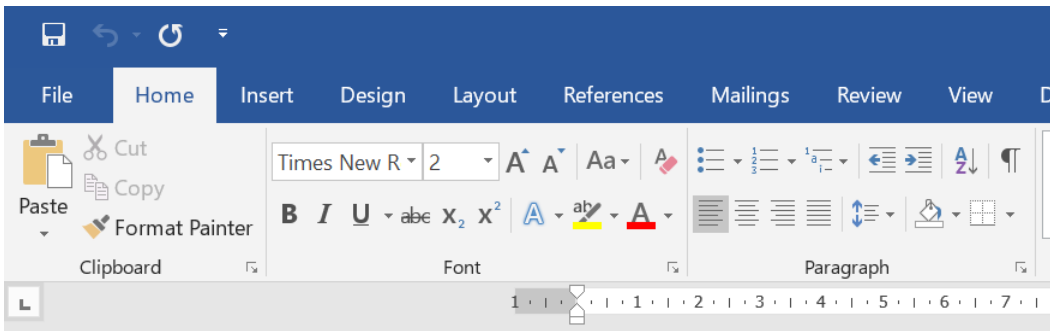 File Home Insert Design Layout References Mailings Review View D
Cut
Times New R 2 A A Aa A
Copy
Paste
B I U abc X2 X2 A ab A
Format Painter
Clipboard Font Paragraph
L 1 1 2 3 4 5 6 7